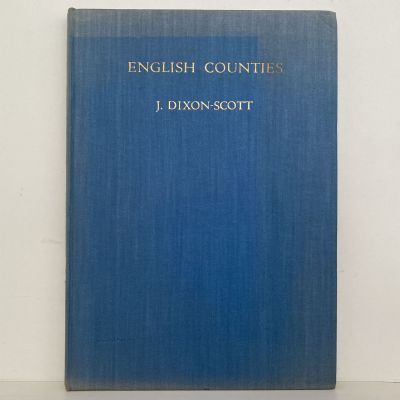 ENGLISH COUNTIES
J. DIXON-SCOTT